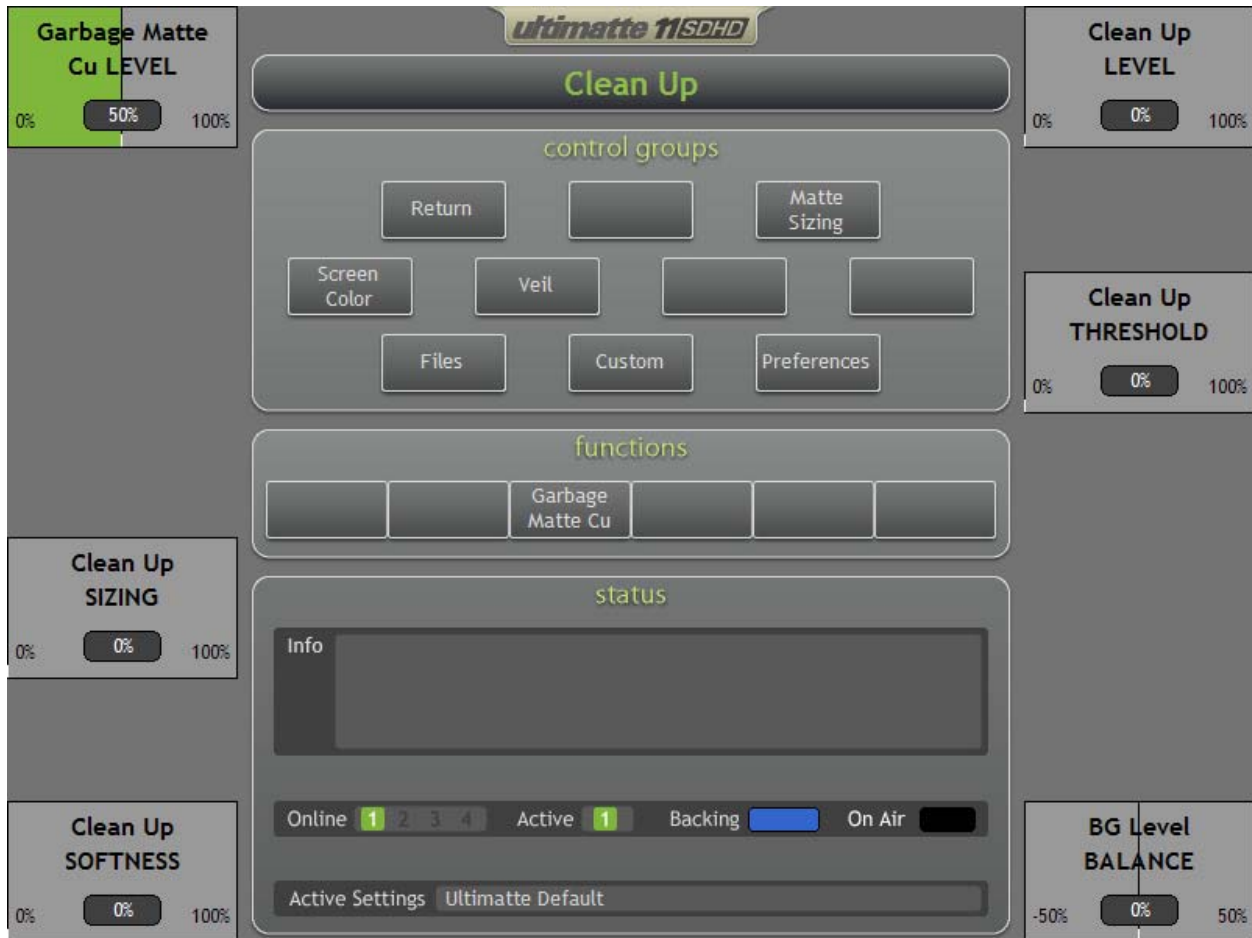 Garbage Matte
Cu LEVEL
0% 50% 100%
ultimatte 11 SDHD
Clean Up
Clean Up
LEVEL
0% 0% 100%
control groups
Return
Matte
Sizing
Screen
Color
Veil
Files
Custom
Preferences
Clean Up
THRESHOLD
0% 0% 100%
functions
Garbage
Matte Cu
Clean Up
SIZING
0% 0% 100%
status
Info
Online 1 2 3 4 Active 1 Backing On Air
Active Settings Ultimatte Default
Clean Up
SOFTNESS
0% 0% 100%
BG Level
BALANCE
-50% 0% 50%